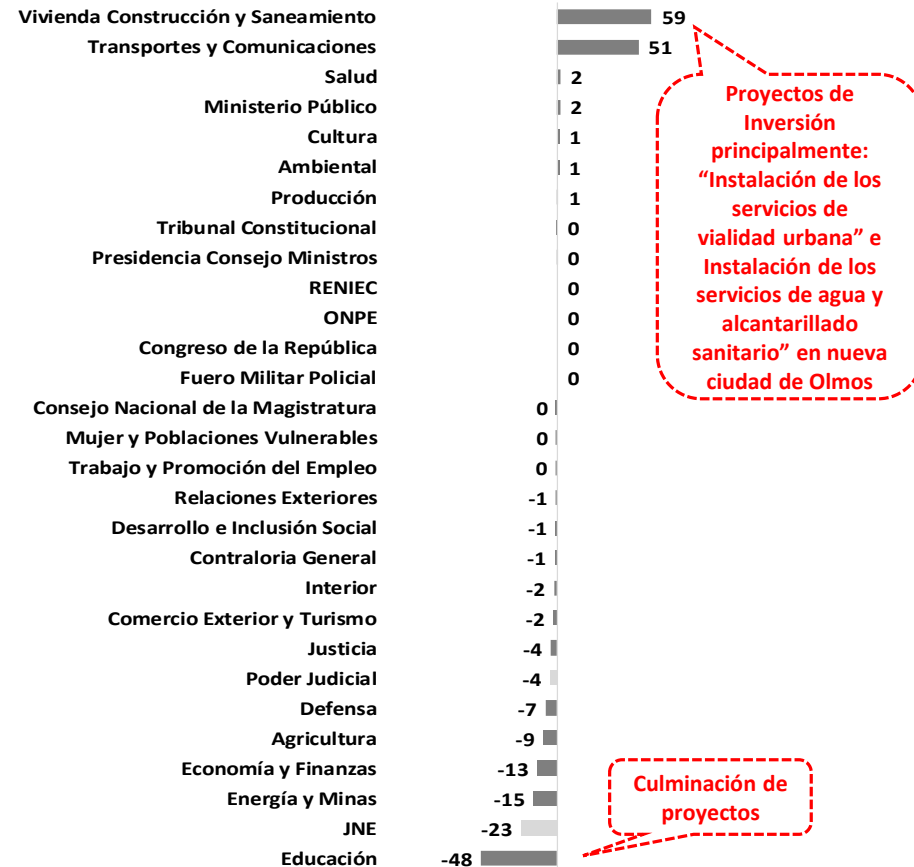 Vivienda Construcción y Saneamiento 59
Transportes y Comunicaciones 51
Salud 2
Ministerio Público 2
Cultura 1
Ambiental 1
Producción 1
Tribunal Constitucional 0
Presidencia Consejo Ministros 0
RENIEC 0
ONPE 0
Congreso de la República 0
Fuero Militar Policial 0
Consejo Nacional de la Magistratura 0
Mujer y Poblaciones Vulnerables 0
Trabajo y Promoción del Empleo 0
Relaciones Exteriores -1
Desarrollo e Inclusión Social -1
Contraloria General -1
Interior -2
Comercio Exterior y Turismo -2
Justicia -4
Poder Judicial -4
Defensa -7
Agricultura -9
Economía y Finanzas -13
Energía y Minas -15
JNE -23
Educación -48
Proyectos de
Inversión
principalmente:
“Instalación de los
servicios de
vialidad urbana” e
Instalación de los
servicios de agua y
alcantarillado
sanitario” en nueva
ciudad de Olmos
Culminación de
proyectos